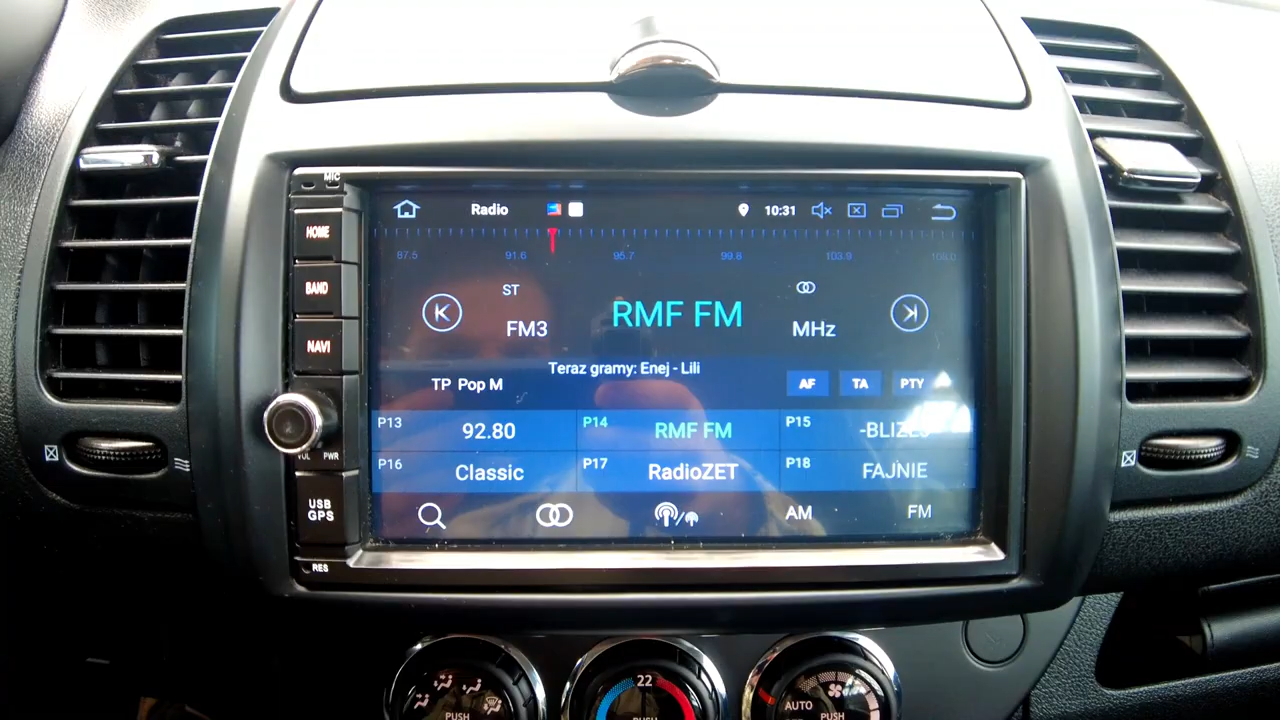 MIC
HOME
BAND
NAVI
VOL PWR
USB
GPS
RES
Radio 10:31
87.5 91.6 95.7 99.8 103.9 108.0
ST
FM3 RMF FM MHz
Teraz gramy: Enej - Lili
TP Pop M AF TA PTY
P13 92.80 P14 RMF FM P15
P16 Classic P17 RadioZET P18 FAJNIE
AM FM
22
PUSH PUSH AUTO PUSH